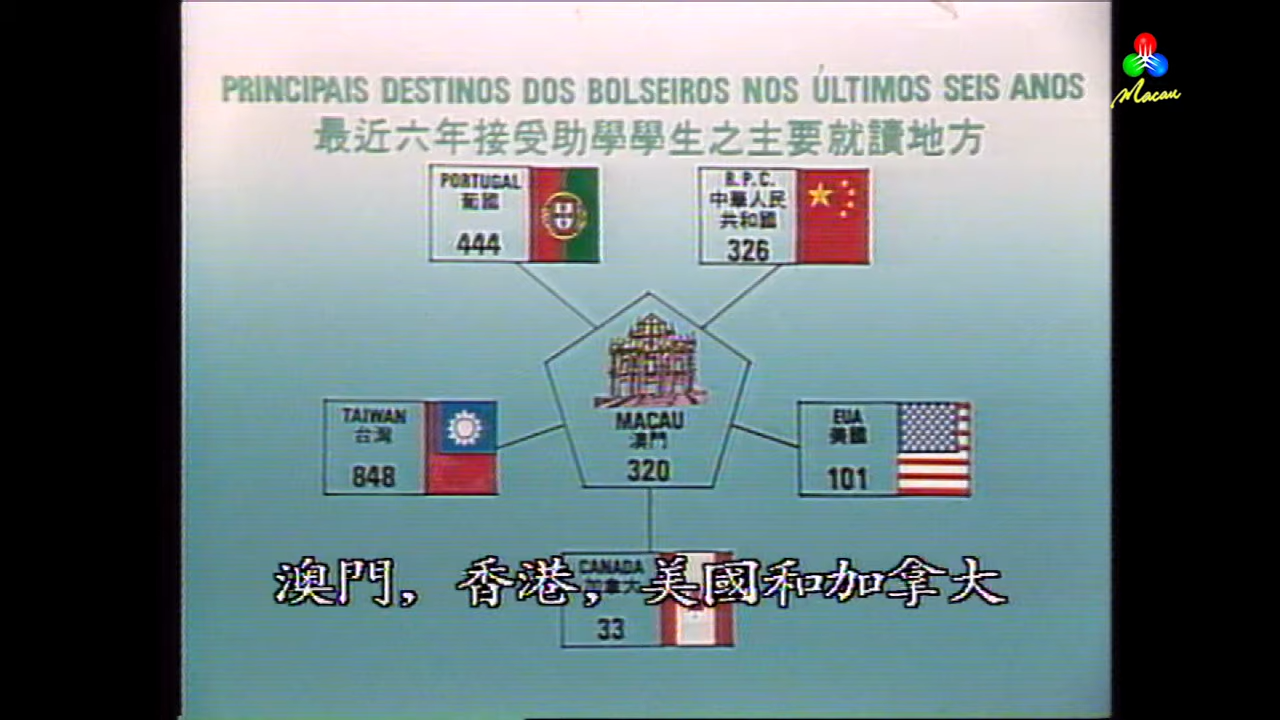 Macau
PRINCIPAIS DESTINOS DOS BOLSEIROS NOS ÚLTIMOS SEIS ANOS
最近六年接受助學學生之主要就讀地方
PORTUGAL
葡國
444
R.P.C.
中華人民
共和國
326
MACAU
澳門
320
TAIWAN
台灣
848
EUA
美國
101
CANADA
加拿大
33
澳門，香港，美國和加拿大